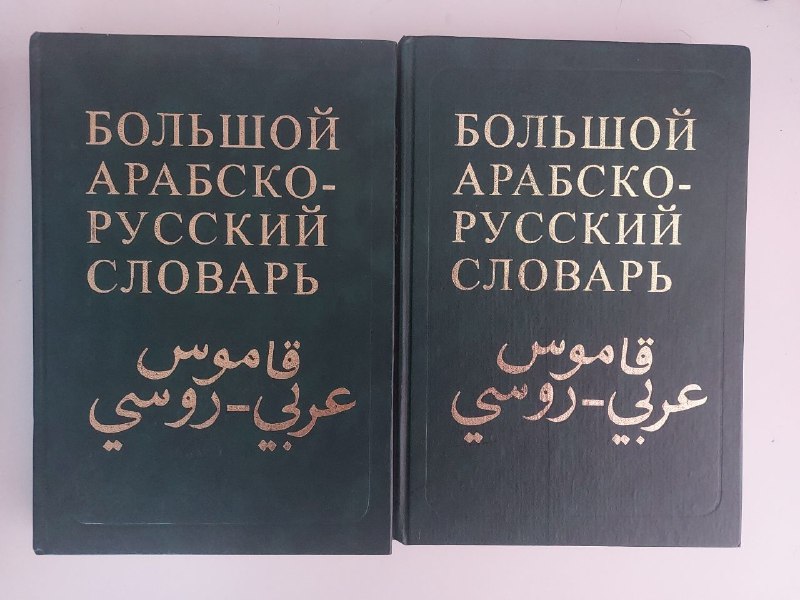 БОЛЬШОЙ
АРАБСКО-
РУССКИЙ
СЛОВАРЬ
قاموس
عربي - روسي
БОЛЬШОЙ
АРАБСКО-
РУССКИЙ
СЛОВАРЬ
قاموس
عربي - روسي